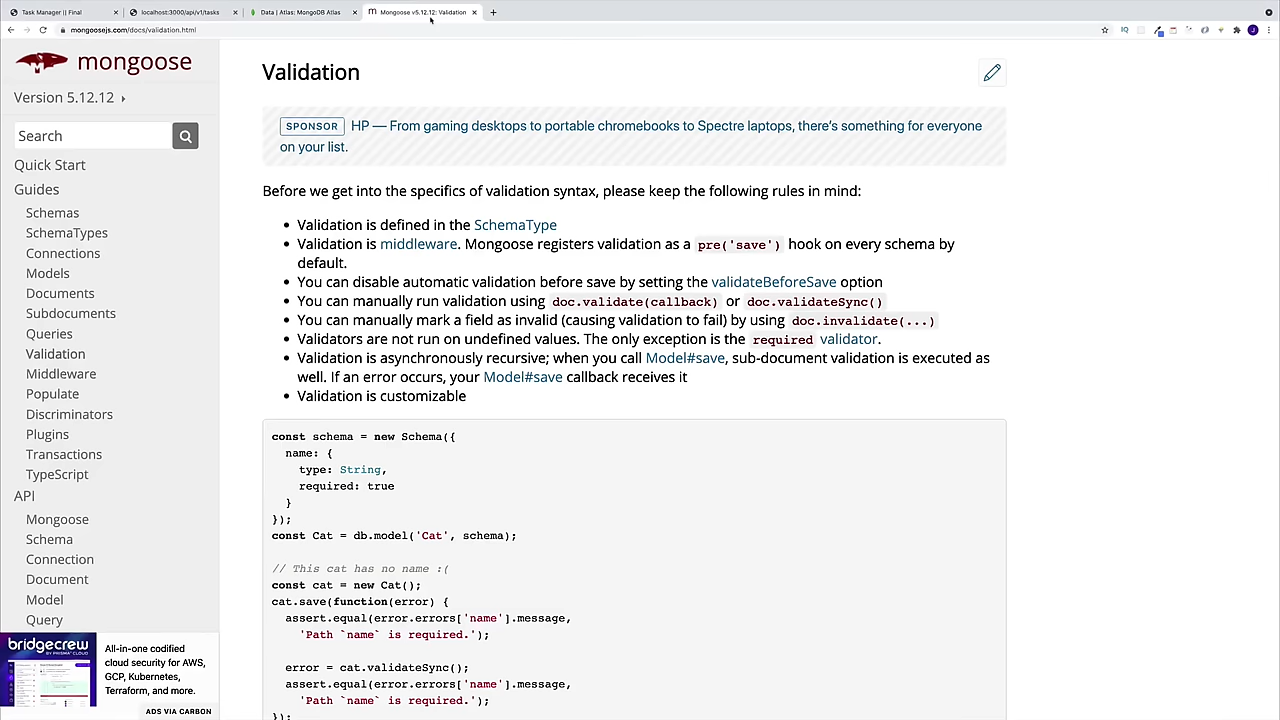 Task Manager || Final
localhost:3000/api/v1/tasks
Data | Atlas: MongoDB Atlas
Mongoose v5.12.12: Validation
mongoosejs.com/docs/validation.html
mongoose
Version 5.12.12
Search
Quick Start
Guides
Schemas
SchemaTypes
Connections
Models
Documents
Subdocuments
Queries
Validation
Middleware
Populate
Discriminators
Plugins
Transactions
TypeScript
API
Mongoose
Schema
Connection
Document
Model
Query
bridgecrew
BY PRISMA CLOUD
All-in-one codified
cloud security for AWS,
GCP, Kubernetes,
Terraform, and more.
ADS VIA CARBON
Validation
SPONSOR HP — From gaming desktops to portable chromebooks to Spectre laptops, there's something for everyone
on your list.
Before we get into the specifics of validation syntax, please keep the following rules in mind:
• Validation is defined in the SchemaType
• Validation is middleware. Mongoose registers validation as a pre('save') hook on every schema by
default.
• You can disable automatic validation before save by setting the validateBeforeSave option
• You can manually run validation using doc.validate(callback) or doc.validateSync()
• You can manually mark a field as invalid (causing validation to fail) by using doc.invalidate(...)
• Validators are not run on undefined values. The only exception is the required validator.
• Validation is asynchronously recursive; when you call Model#save, sub-document validation is executed as
well. If an error occurs, your Model#save callback receives it
• Validation is customizable
const schema = new Schema({
name: {
type: String,
required: true
}
});
const Cat = db.model('Cat', schema);
// This cat has no name :(
const cat = new Cat();
cat.save(function(error) {
assert.equal(error.errors['name'].message,
'Path `name` is required.');
error = cat.validateSync();
assert.equal(error.errors['name'].message,
'Path `name` is required.');
});